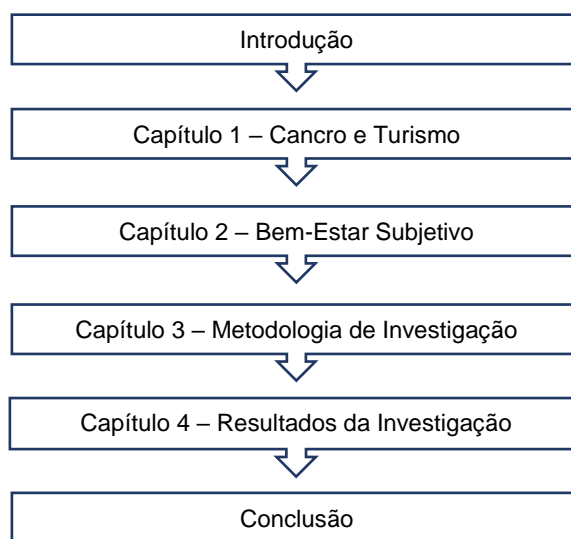 Introdução
Capítulo 1 – Cancro e Turismo
Capítulo 2 – Bem-Estar Subjetivo
Capítulo 3 – Metodologia de Investigação
Capítulo 4 – Resultados da Investigação
Conclusão